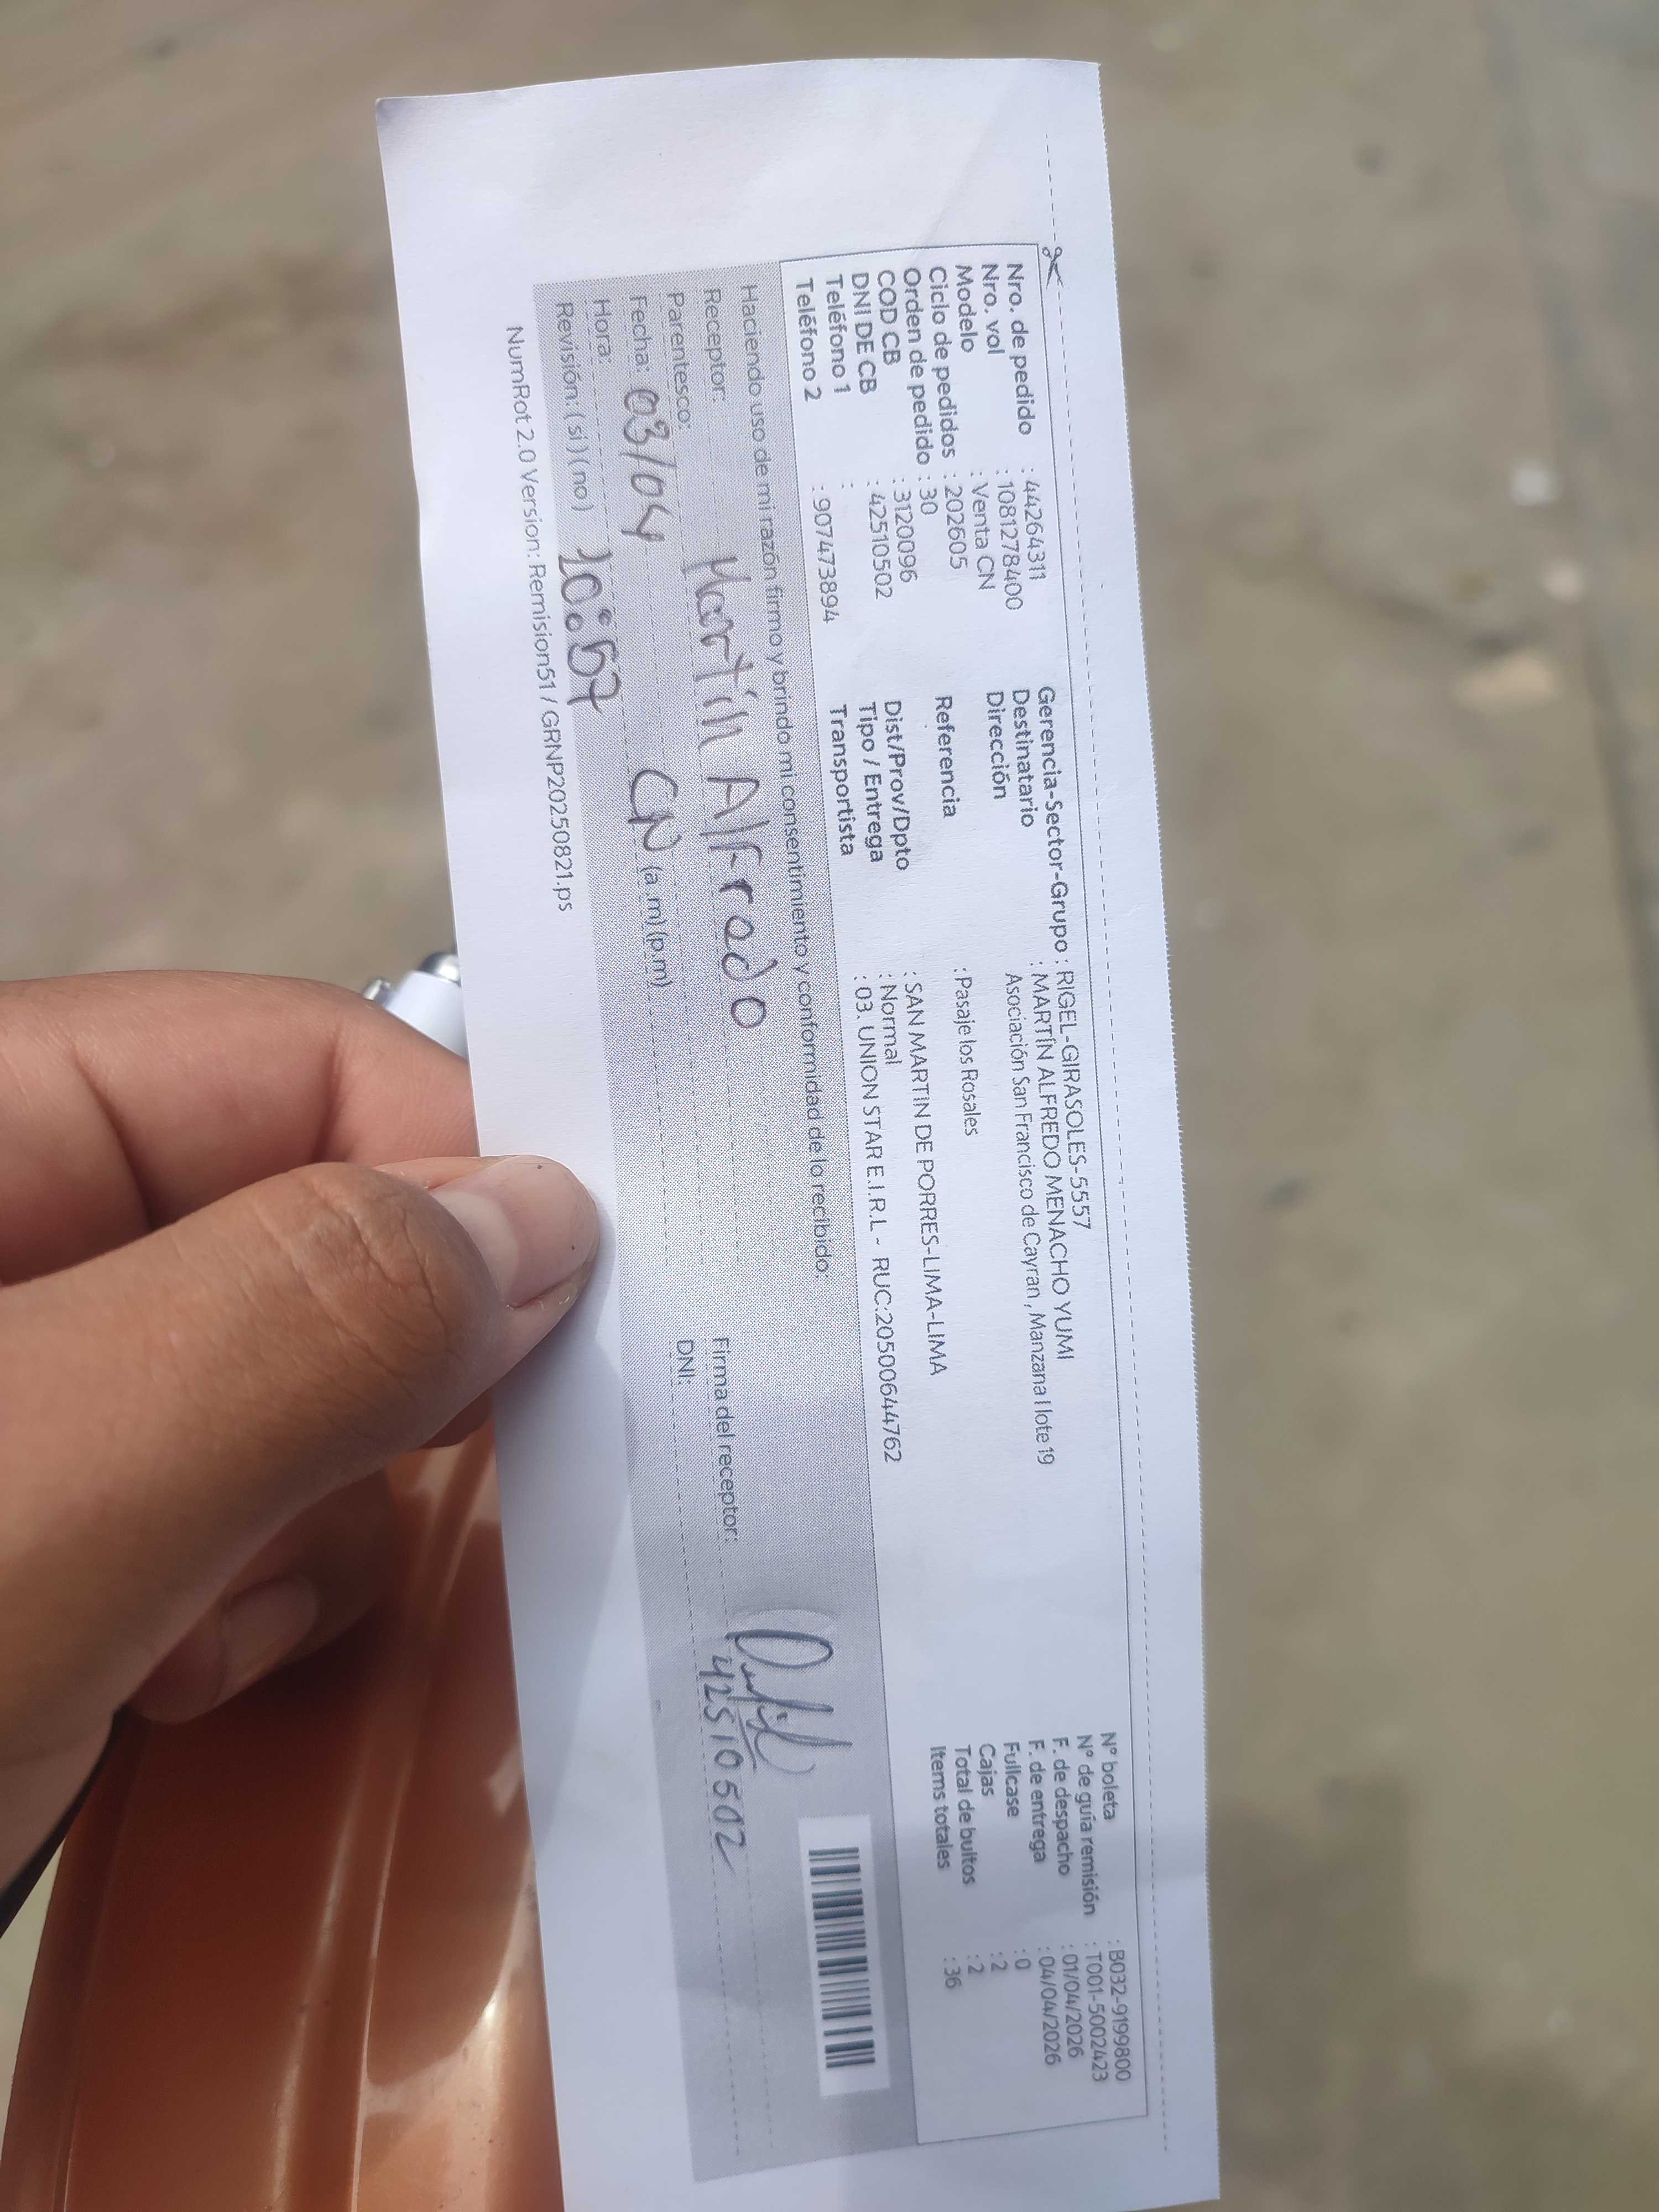 Nro. de pedido : 44264311
Nro. vol : 1081278400
Modelo : Venta CN
Ciclo de pedidos : 202605
Orden de pedido : 30
COD CB : 3120096
DNI DE CB : 42510502
Teléfono 1 :
Teléfono 2 : 907473894
Gerencia-Sector-Grupo : RIGEL-GIRASOLES-5557
Destinatario : MARTÍN ALFREDO MENACHO YUMI
Dirección : Asociación San Francisco de Cayran , Manzana I lote 19
Referencia : Pasaje los Rosales
Dist/Prov/Dpto : SAN MARTIN DE PORRES-LIMA-LIMA
Tipo / Entrega : Normal
Transportista : 03. UNION STAR E.I.R.L - RUC:20500644762
N° boleta : B032-9199800
N° de guía remisión : T001-5002423
F. de despacho : 01/04/2026
F. de entrega : 04/04/2026
Fullcase : 0
Cajas : 2
Total de bultos : 2
Items totales : 36
Haciendo uso de mi razón firmo y brindo mi consentimiento y conformidad de lo recibido:
Receptor: Martín Alfrado
Parentesco: CN
Fecha: 03/04
Hora: 10:57 (a .m) (p.m)
Revisión: ( si ) ( no )
Firma del receptor:
DNI: 42510502
NumRot 2.0 Version: Remision51 / GRNP20250821.ps